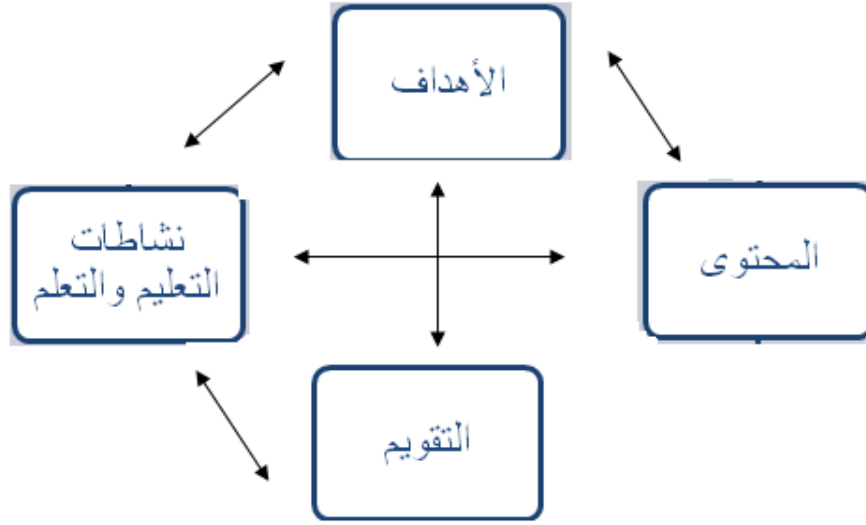 الأهداف
المحتوى
نشاطات
التعليم والتعلم
التقويم